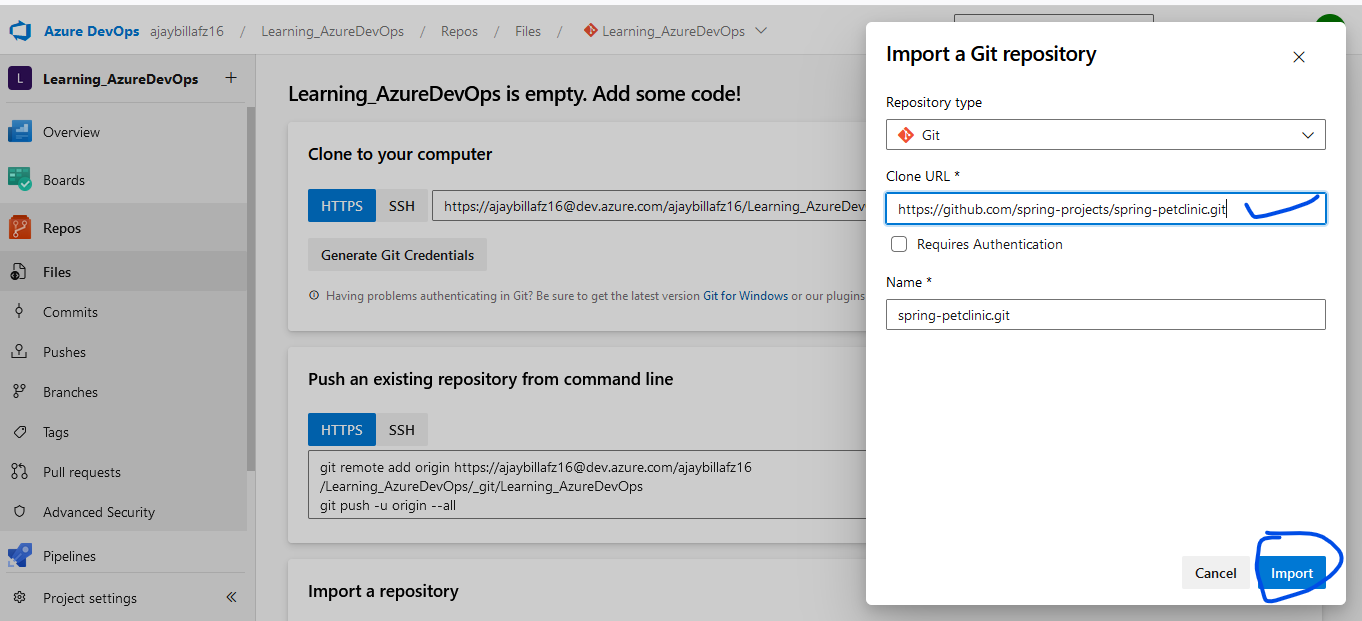 Azure DevOps ajaybillafz16 / Learning_AzureDevOps / Repos / Files / Learning_AzureDevOps
L Learning_AzureDevOps +
Overview
Boards
Repos
Files
Commits
Pushes
Branches
Tags
Pull requests
Advanced Security
Pipelines
Project settings
Learning_AzureDevOps is empty. Add some code!
Clone to your computer
HTTPS SSH https://ajaybillafz16@dev.azure.com/ajaybillafz16/Learning_AzureDev
Generate Git Credentials
Having problems authenticating in Git? Be sure to get the latest version Git for Windows or our plugins
Push an existing repository from command line
HTTPS SSH
git remote add origin https://ajaybillafz16@dev.azure.com/ajaybillafz16
/Learning_AzureDevOps/_git/Learning_AzureDevOps
git push -u origin --all
Import a repository
Import a Git repository
Repository type
Git
Clone URL *
https://github.com/spring-projects/spring-petclinic.git
Requires Authentication
Name *
spring-petclinic.git
Cancel Import